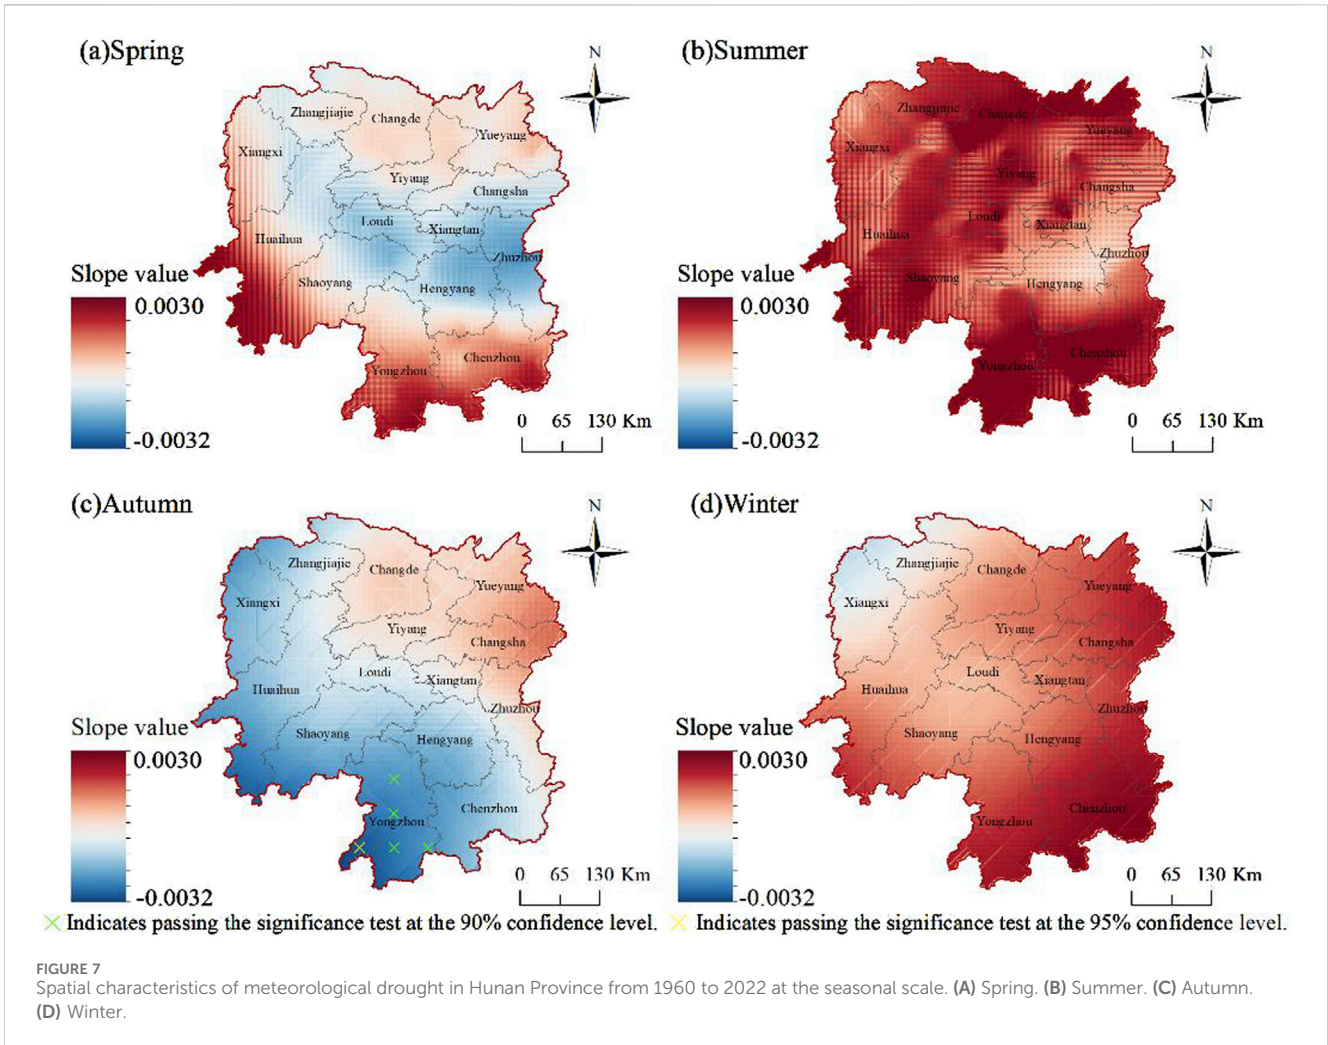 (a)Spring
N
Zhangjiajie
Changde
Yueyang
Xiangxi
Yiyang
Changsha
Loudi
Xiangtan
Huaihua
Zhuzhou
Shaoyang
Hengyang
Chenzhou
Yongzhou
Slope value
0.0030
-0.0032
0 65 130 Km
(b)Summer
N
Zhangjiajie
Changde
Yueyang
Xiangxi
Yiyang
Changsha
Loudi
Xiangtan
Huaihua
Zhuzhou
Shaoyang
Hengyang
Chenzhou
Yongzhou
Slope value
0.0030
-0.0032
0 65 130 Km
(c)Autumn
N
Zhangjiajie
Changde
Yueyang
Xiangxi
Yiyang
Changsha
Loudi
Xiangtan
Huaihua
Zhuzhou
Shaoyang
Hengyang
Chenzhou
Yongzhou
Slope value
0.0030
-0.0032
0 65 130 Km
(d)Winter
N
Zhangjiajie
Changde
Yueyang
Xiangxi
Yiyang
Changsha
Loudi
Xiangtan
Huaihua
Zhuzhou
Shaoyang
Hengyang
Chenzhou
Yongzhou
Slope value
0.0030
-0.0032
0 65 130 Km
Indicates passing the significance test at the 90% confidence level.
Indicates passing the significance test at the 95% confidence level.
FIGURE 7
Spatial characteristics of meteorological drought in Hunan Province from 1960 to 2022 at the seasonal scale. (A) Spring. (B) Summer. (C) Autumn.
(D) Winter.